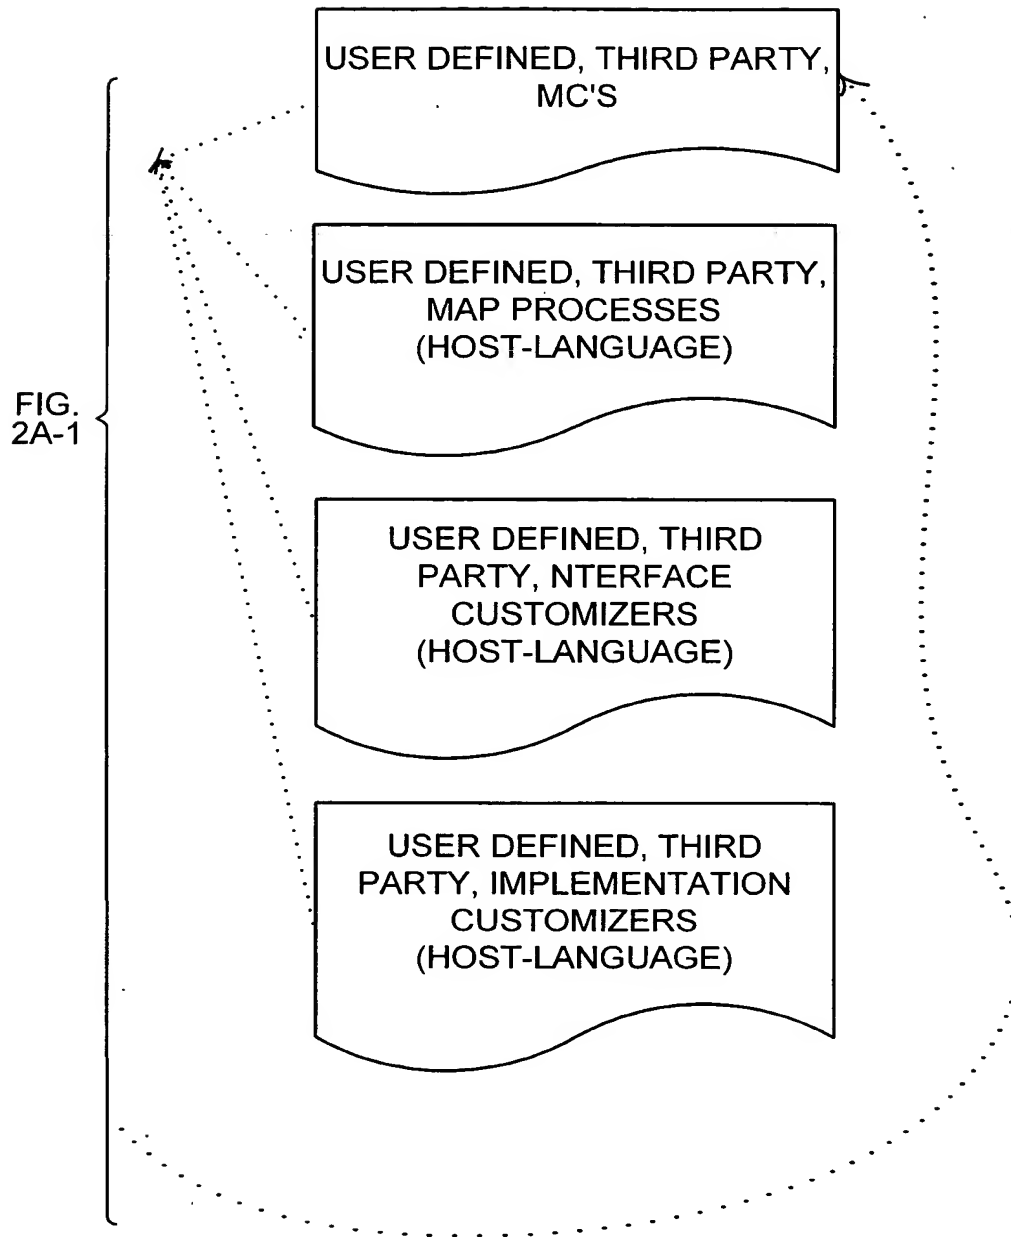 USER DEFINED, THIRD PARTY,
MC'S
USER DEFINED, THIRD PARTY,
MAP PROCESSES
(HOST-LANGUAGE)
FIG.
2A-1
USER DEFINED, THIRD
PARTY, NTERFACE
CUSTOMIZERS
(HOST-LANGUAGE)
USER DEFINED, THIRD
PARTY, IMPLEMENTATION
CUSTOMIZERS
(HOST-LANGUAGE)